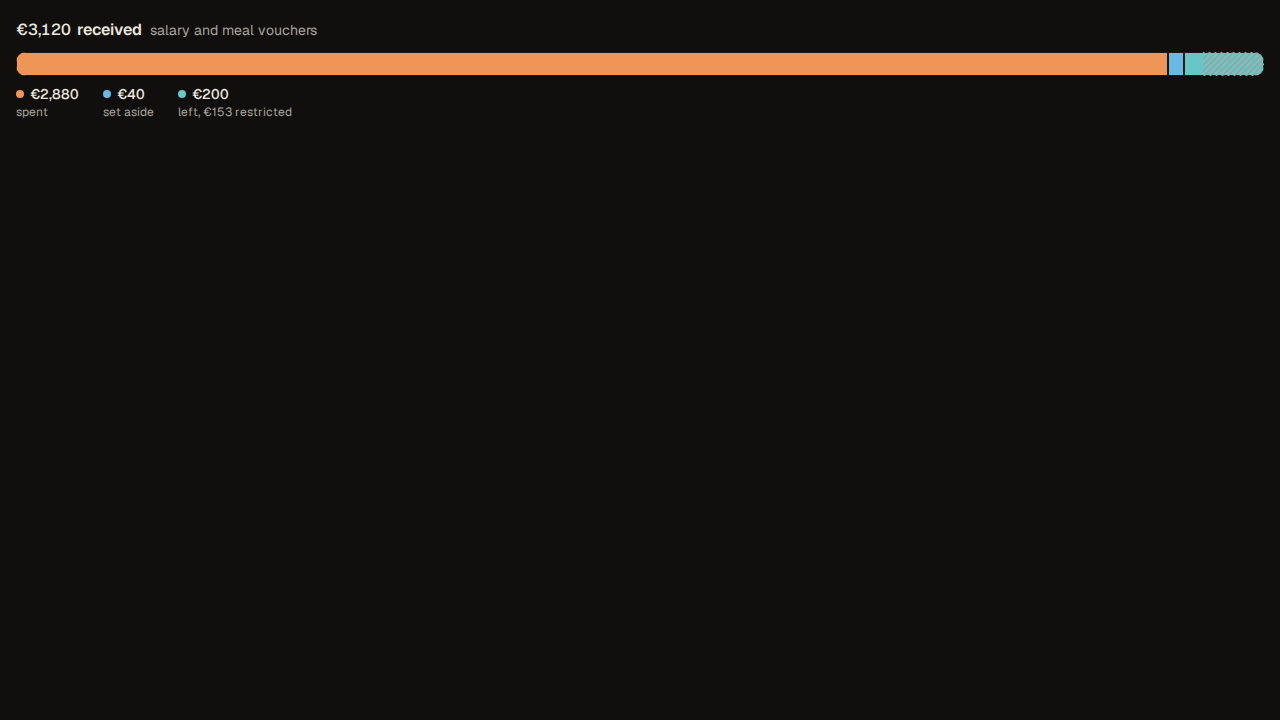 €3,120 received salary and meal vouchers
€2,880 €40 €200
spent set aside left, €153 restricted